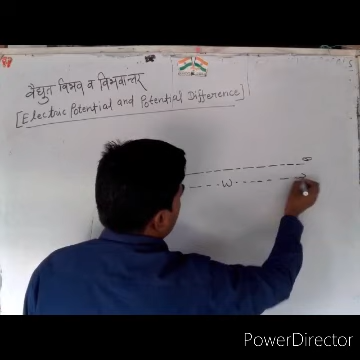 वैद्युत विभव व विभवान्तर
[Electric Potential and Potential Difference]
∞
W
PowerDirector